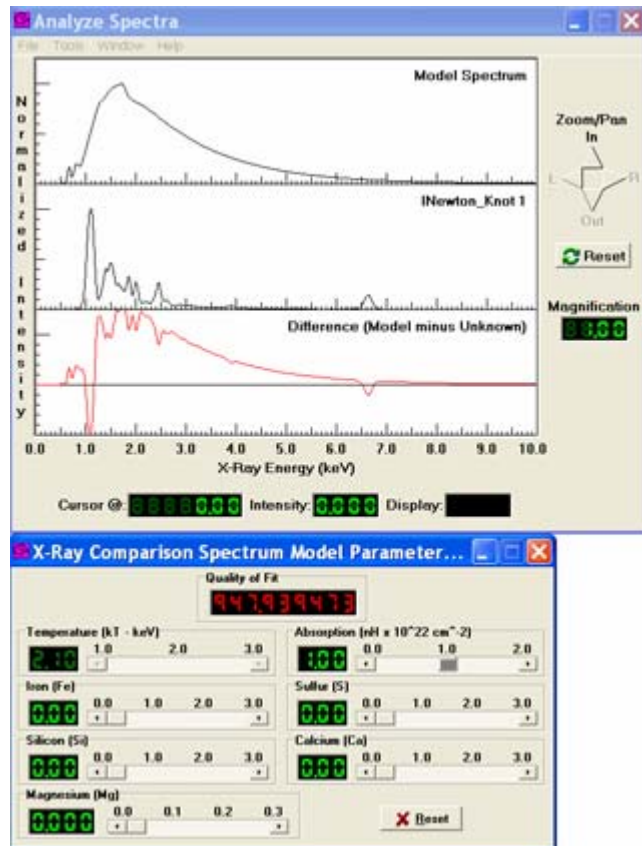 Analyze Spectra
File Tools Window Help
Normalized Intensity
Model Spectrum
INewton_Knot 1
Difference (Model minus Unknown)
0.0 1.0 2.0 3.0 4.0 5.0 6.0 7.0 8.0 9.0 10.0
X-Ray Energy (keV)
Zoom/Pan
In
L R
Out
Reset
Magnification
1.00
Cursor @: 0.00 Intensity: 0.000 Display:
X-Ray Comparison Spectrum Model Parameter...
Quality of Fit
947.939473
Temperature (kT - keV)
2.10 1.0 2.0 3.0
Absorption (nH x 10^22 cm^-2)
1.00 0.0 1.0 2.0
Iron (Fe)
0.00 0.0 1.0 2.0 3.0
Sulfur (S)
0.00 0.0 1.0 2.0 3.0
Silicon (Si)
0.00 0.0 1.0 2.0 3.0
Calcium (Ca)
0.00 0.0 1.0 2.0 3.0
Magnesium (Mg)
0.000 0.0 0.1 0.2 0.3
Reset